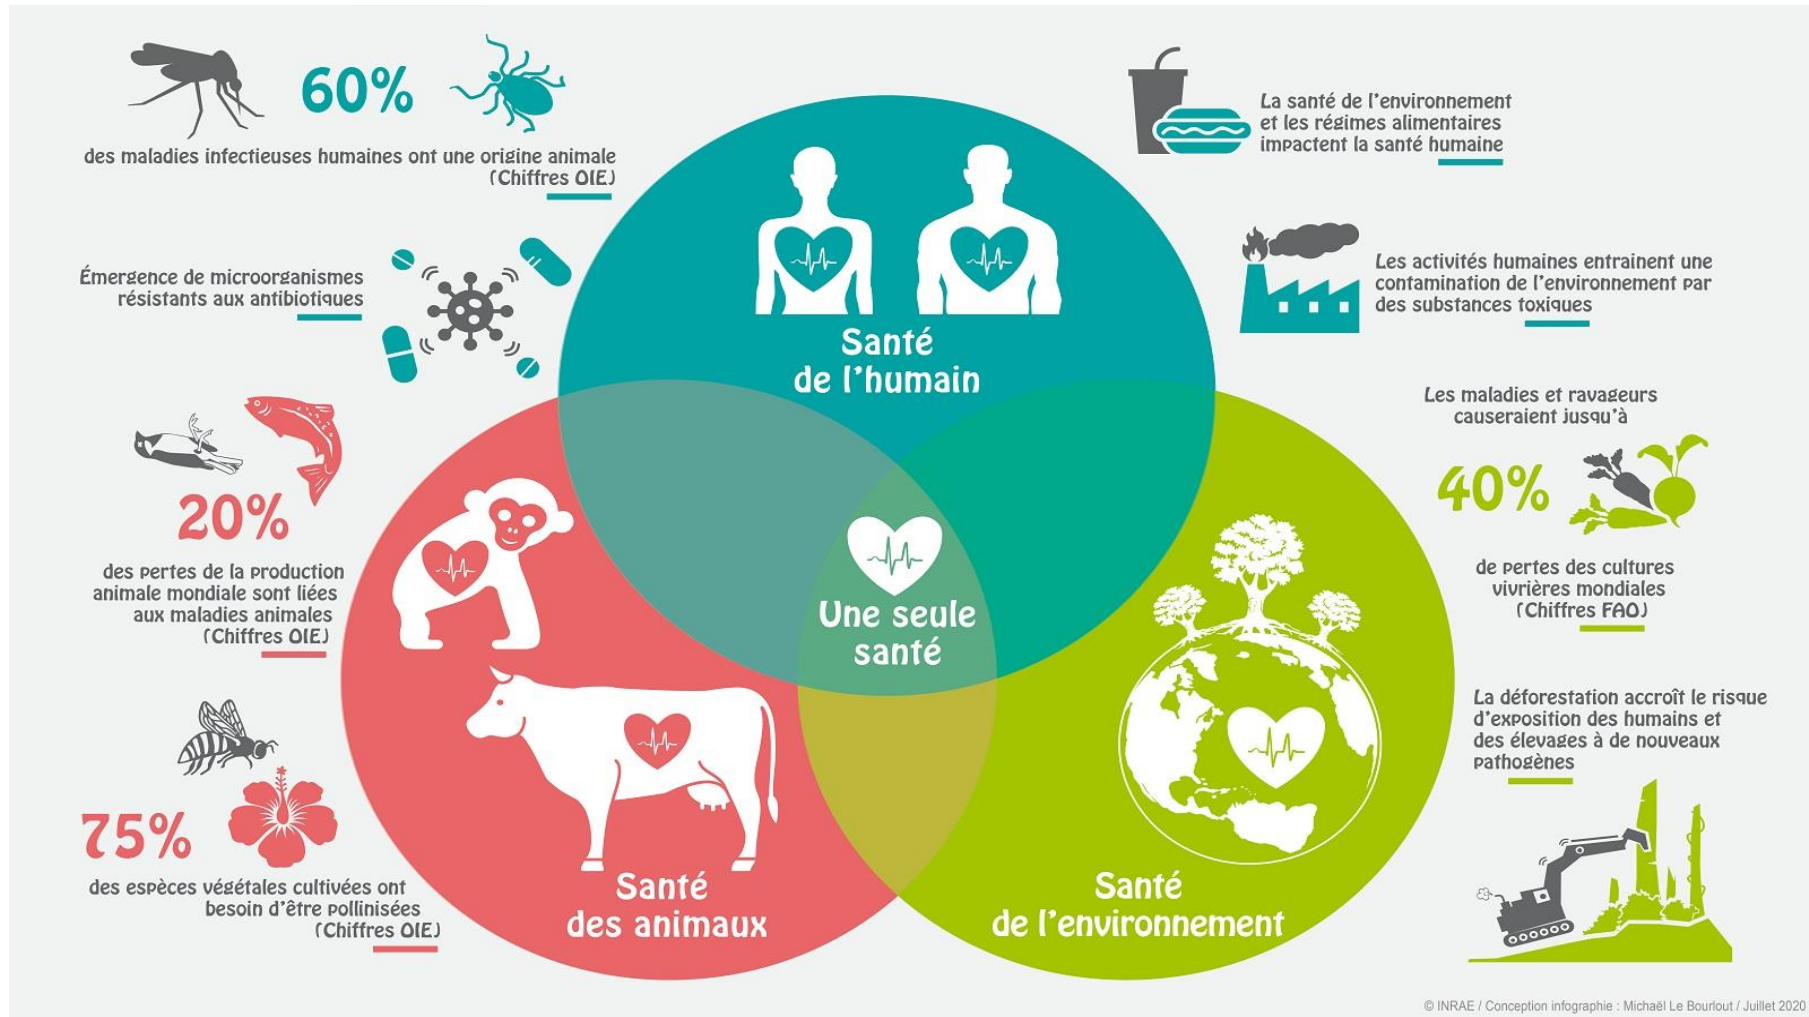 60%
des maladies infectieuses humaines ont une origine animale
(Chiffres OIE)
Émergence de microorganismes
résistants aux antibiotiques
20%
des pertes de la production
animale mondiale sont liées
aux maladies animales
(Chiffres OIE)
75%
des espèces végétales cultivées ont
besoin d'être pollinisées
(Chiffres OIE)
Santé
de l'humain
Une seule
santé
Santé
des animaux
Santé
de l'environnement
La santé de l'environnement
et les régimes alimentaires
impactent la santé humaine
Les activités humaines entrainent une
contamination de l'environnement par
des substances toxiques
Les maladies et ravageurs
causeraient jusqu'à
40%
de pertes des cultures
vivrières mondiales
(Chiffres FAO)
La déforestation accroît le risque
d'exposition des humains et
des élevages à de nouveaux
pathogènes
© INRAE / Conception infographie : Michaël Le Bourlout / Juillet 2020